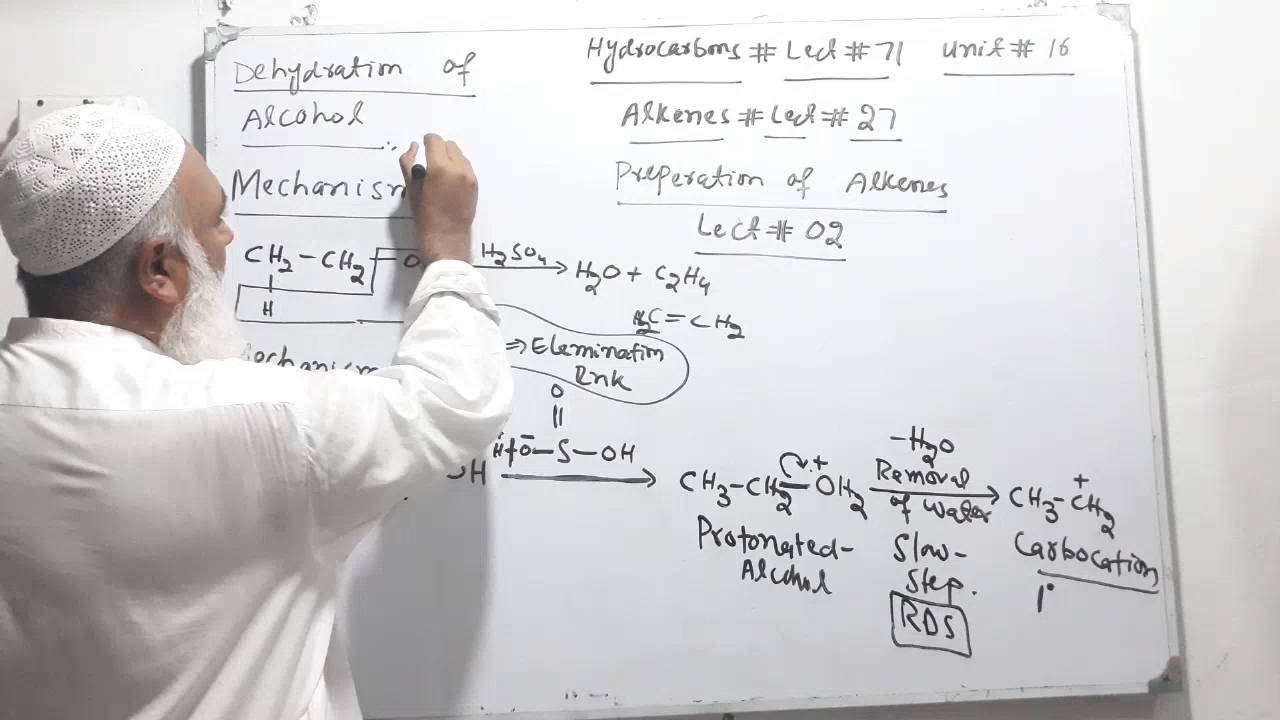 Hydrocarbons # Lect # 71 Unit # 16
Dehydration of
Alcohol
Alkenes # Lect # 27
Preperation of Alkenes
Lect # 02
Mechanism
CH2 – CH2 – O H2SO4 → H2O + C2H4
H
H2C = CH2
⇒ Elemination
Rnk
Mechanism
O
||
H+O – S – OH
H → CH3 – CH2 – OH2 + –H2O → CH3 – CH2 +
Removal
of Water
Protonated-
Alcohol
Slow-
Step.
RDS
Carbocation
1°